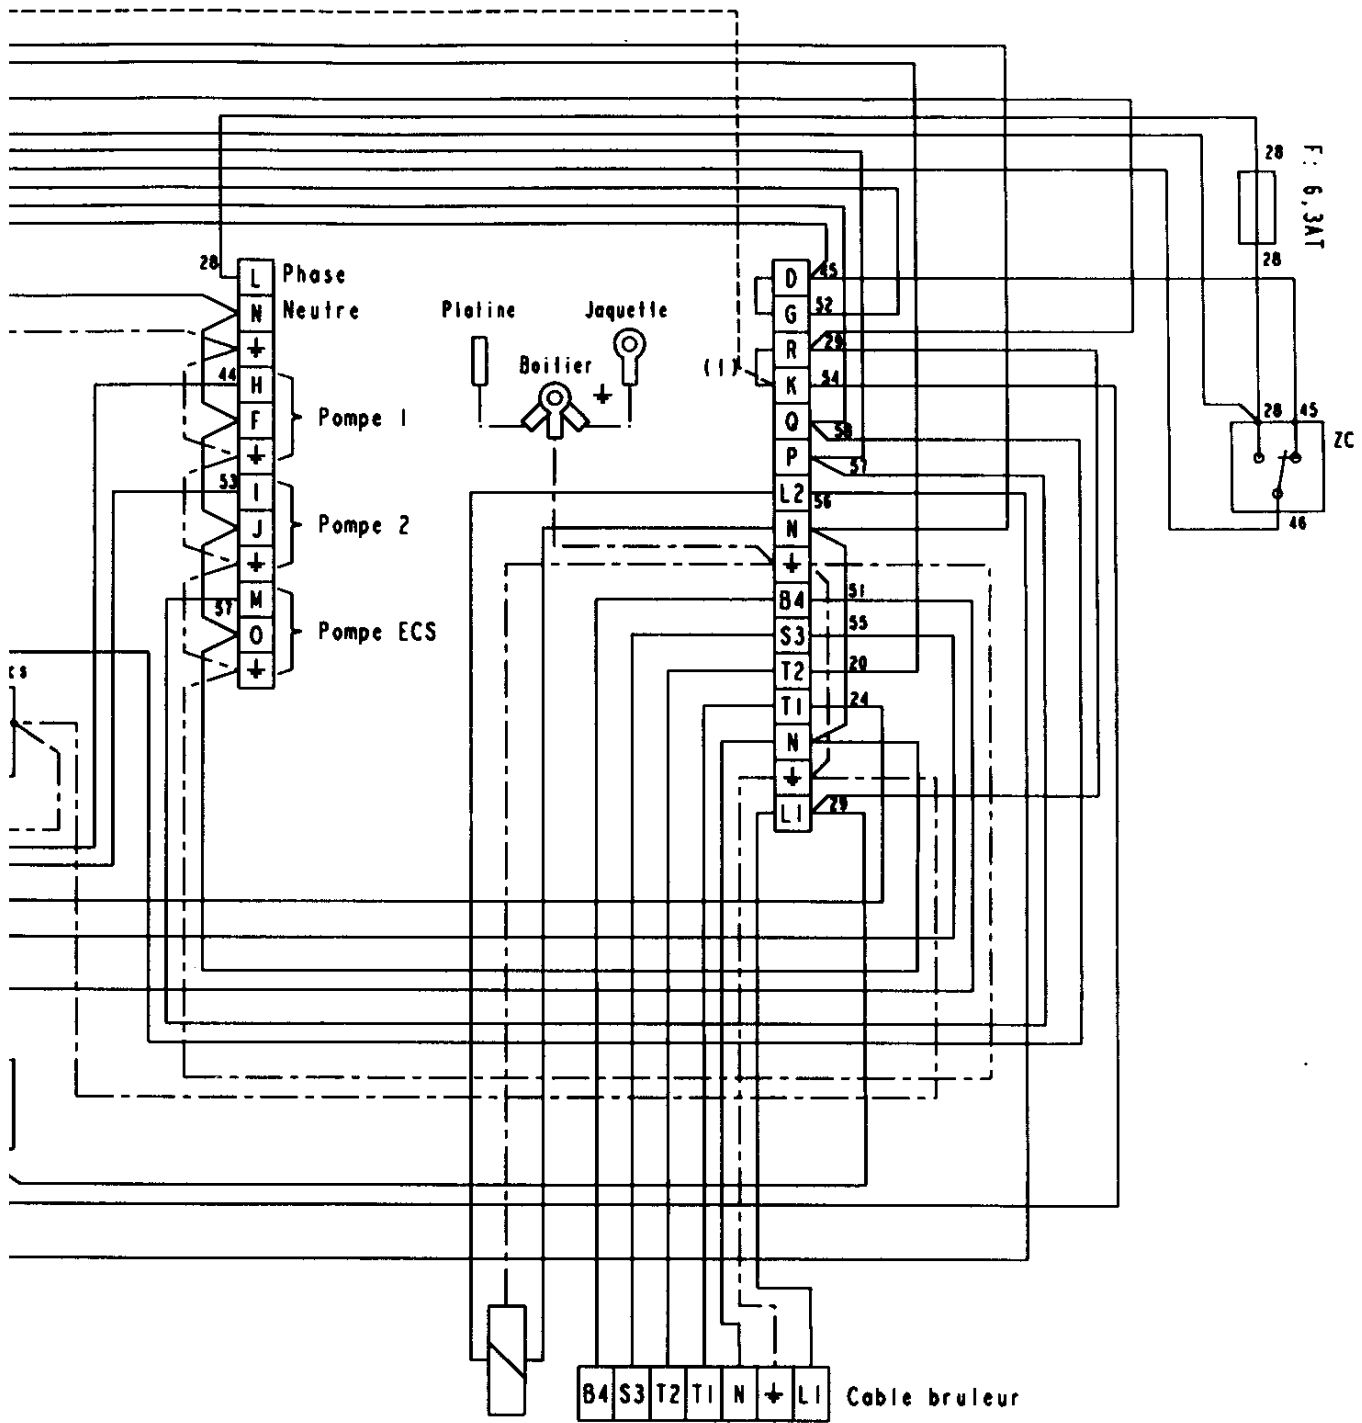 28
F: 6,3AT
28
28 L Phase
N Neutre
⏚
44 H
F Pompe 1
⏚
53 I
J Pompe 2
⏚
57 M
O Pompe ECS
⏚
cs
Platine
Boitier
Jaquette
⏚
(1)
D 45
G 52
R 29
K 54
Q 58
P 57
L2 56
N
⏚
B4 51
S3 55
T2 20
T1 24
N
⏚
L1 29
28 45
ZC
46
B4 S3 T2 T1 N ⏚ L1 Cable bruleur